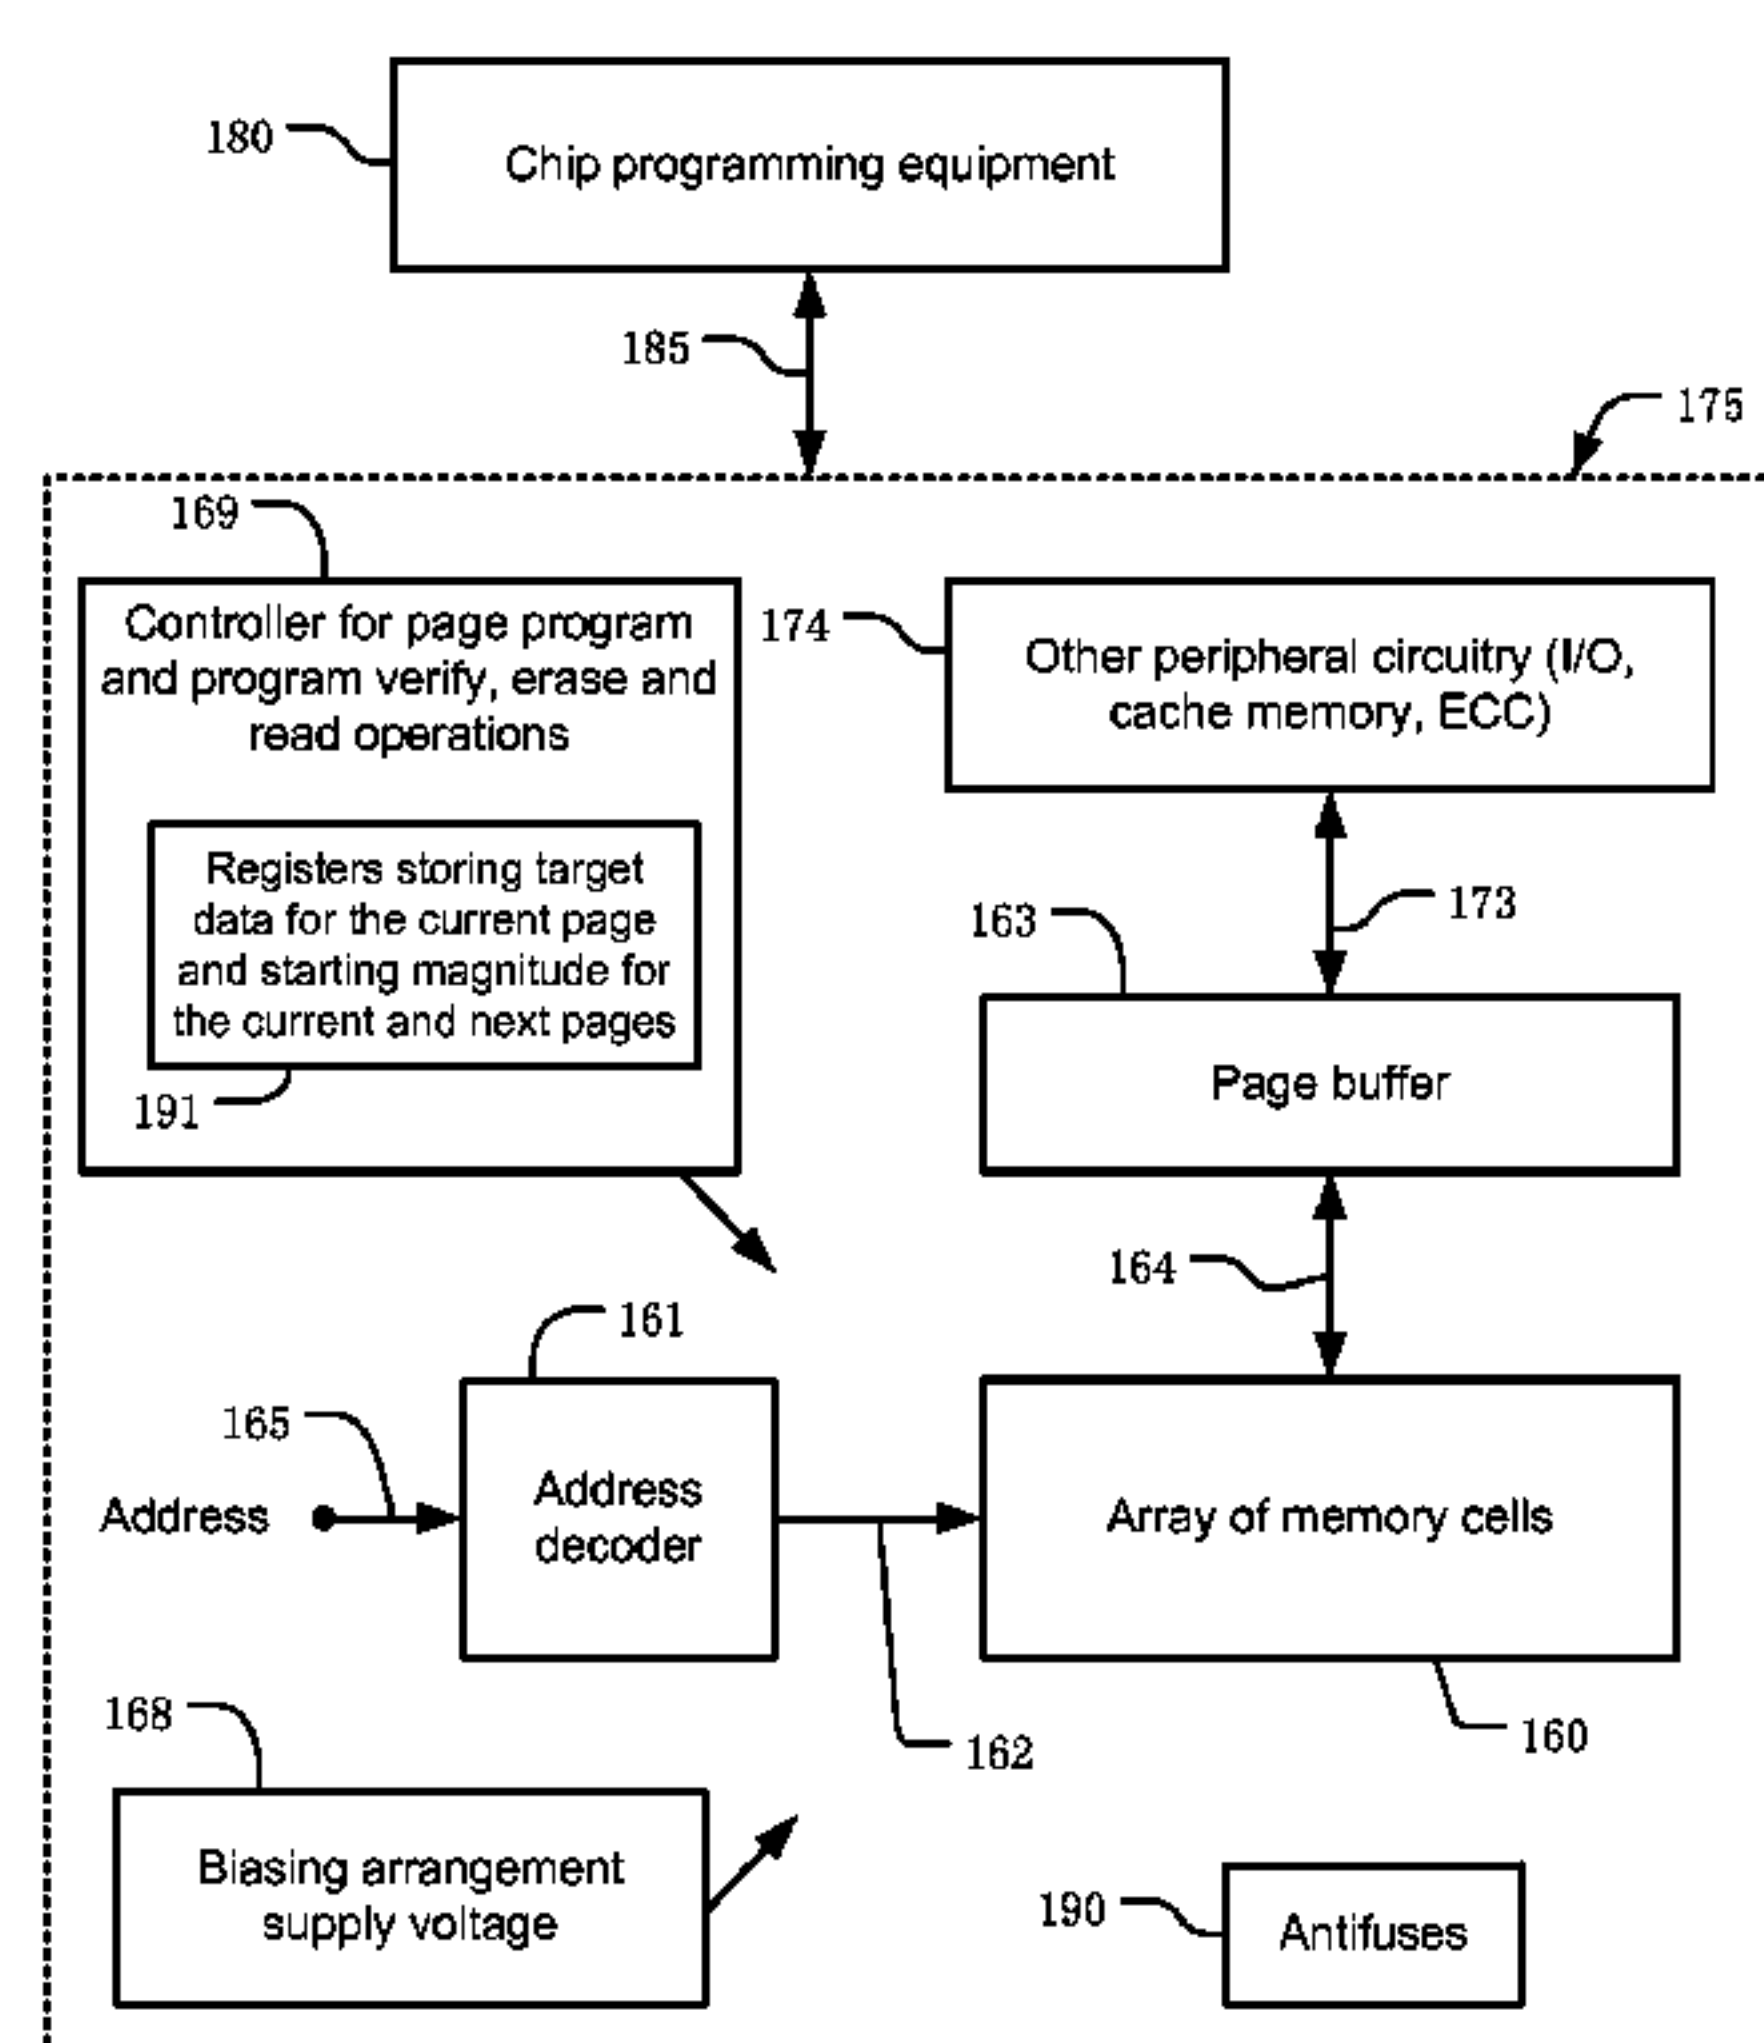 180
Chip programming equipment
185
175
169
Controller for page program
and program verify, erase and
read operations
174
Other peripheral circuitry (I/O,
cache memory, ECC)
Registers storing target
data for the current page
and starting magnitude for
the current and next pages
191
173
163
Page buffer
164
161
165
Address
Address
decoder
Array of memory cells
168
162
160
Biasing arrangement
supply voltage
190
Antifuses